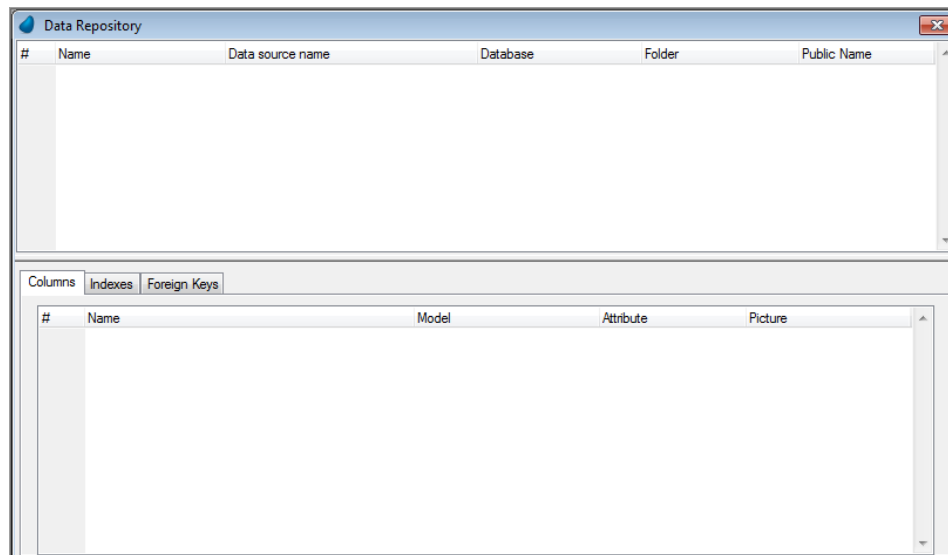 Data Repository
# Name Data source name Database Folder Public Name
Columns Indexes Foreign Keys
# Name Model Attribute Picture